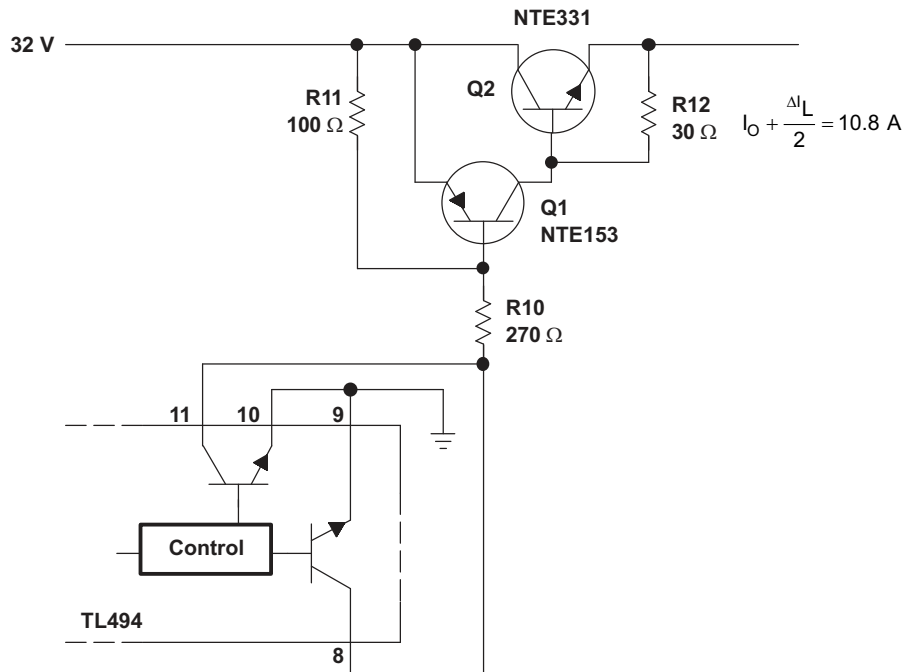 NTE331
32 V
Q2
R11
100 Ω
R12
30 Ω
I_O + ΔI_L/2 = 10.8 A
Q1
NTE153
R10
270 Ω
11
10
9
Control
TL494
8